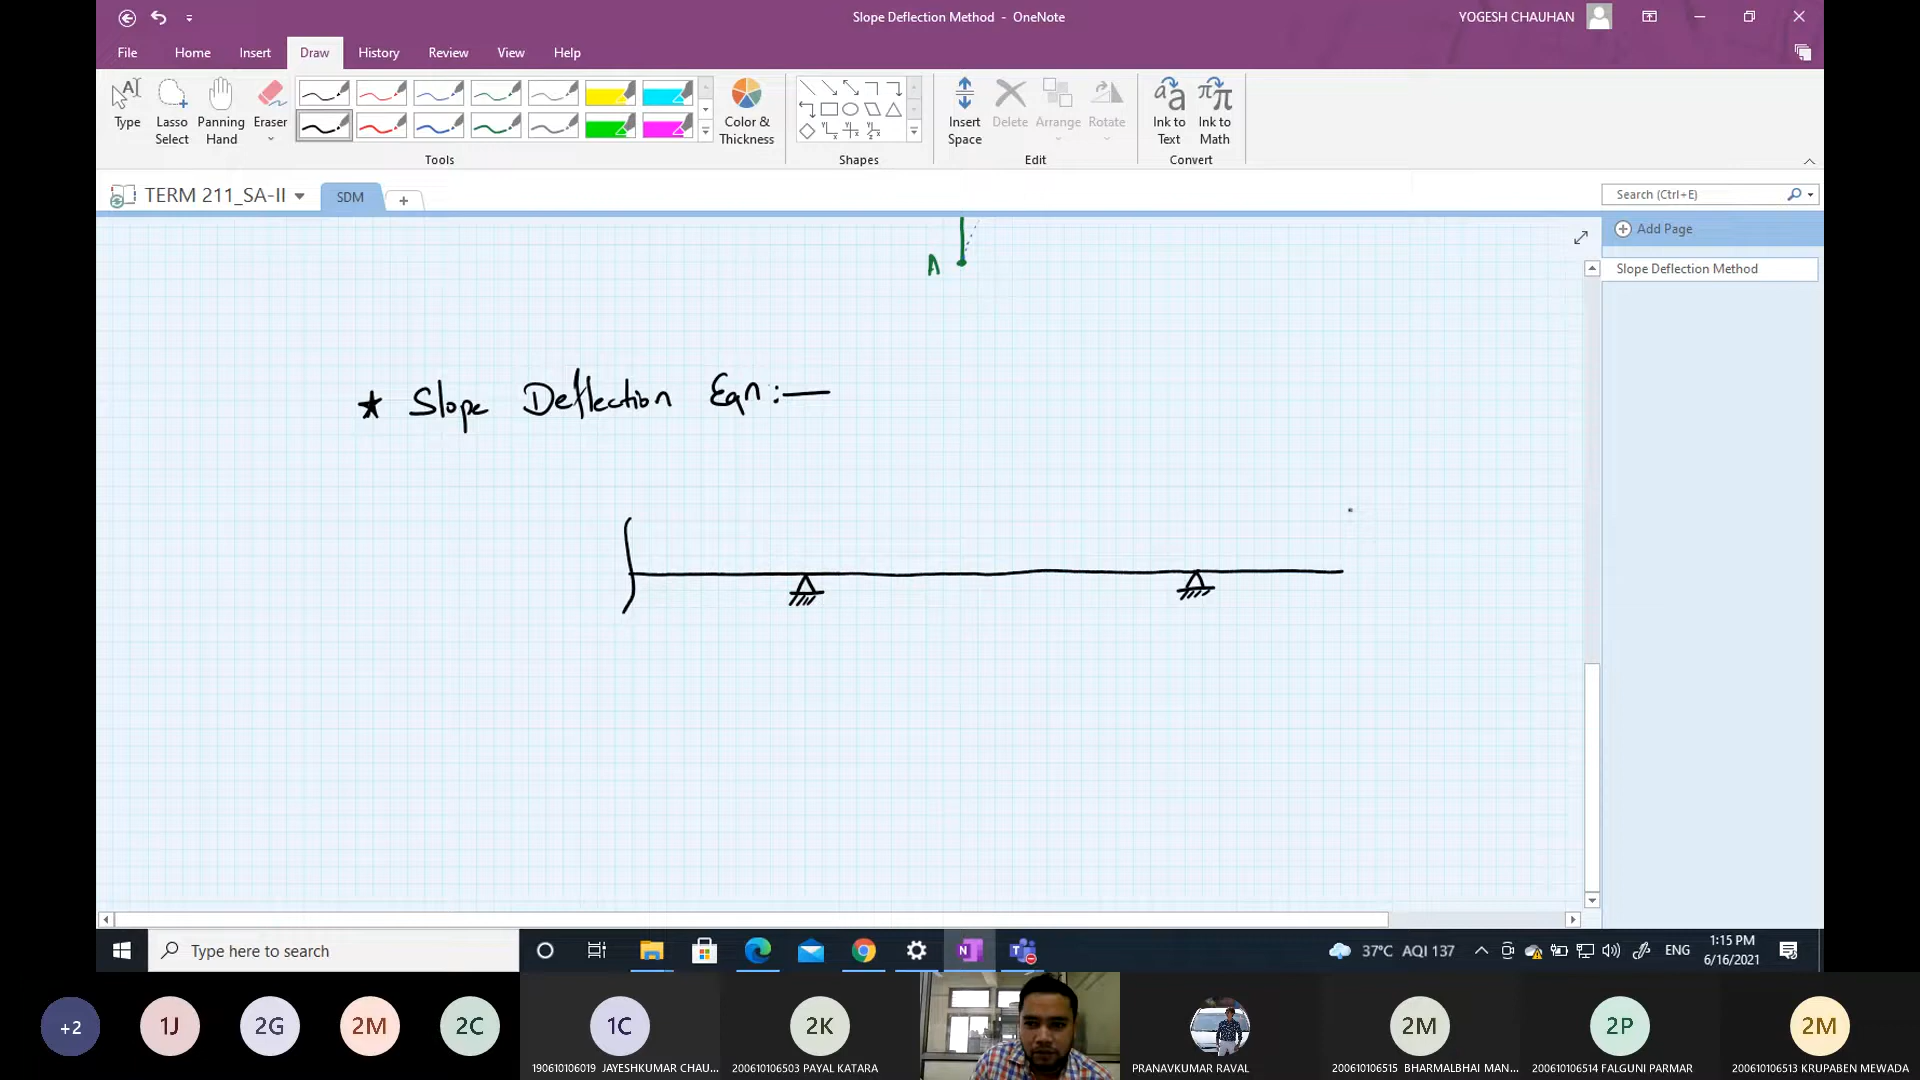 Slope Deflection Method - OneNote
YOGESH CHAUHAN
File Home Insert Draw History Review View Help
Type
Lasso Select
Panning Hand
Eraser
Color & Thickness
Insert Space
Delete
Arrange
Rotate
Ink to Text
Ink to Math
Tools
Shapes
Edit
Convert
TERM 211_SA-II
SDM
Search (Ctrl+E)
Add Page
Slope Deflection Method
A
★ Slope Deflection Eqn:—
Type here to search
37°C AQI 137
ENG
1:15 PM
6/16/2021
+2
1J
2G
2M
2C
1C
2K
2M
2P
2M
190610106019 JAYESHKUMAR CHAU...
200610106503 PAYAL KATARA
PRANAVKUMAR RAVAL
200610106515 BHARMALBHAI MAN...
200610106514 FALGUNI PARMAR
200610106513 KRUPABEN MEWADA